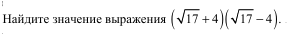 Найдите значение выражения (√17 + 4)(√17 − 4).